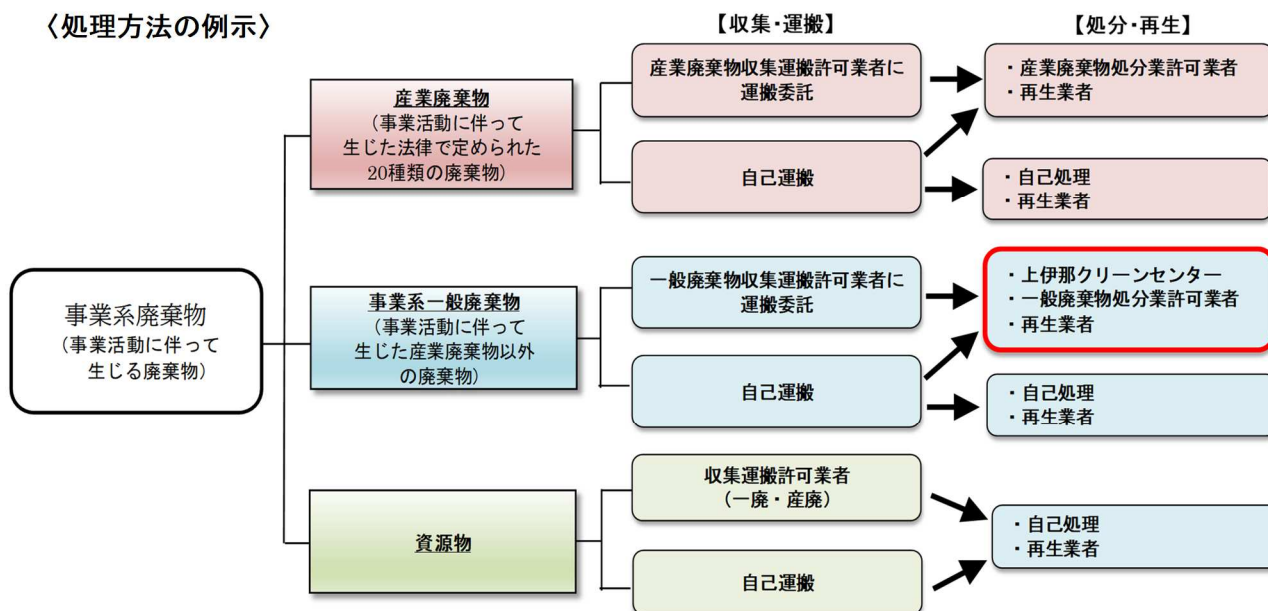 〈処理方法の例示〉
【収集・運搬】
【処分・再生】
産業廃棄物
（事業活動に伴って
生じた法律で定められた
20種類の廃棄物）
産業廃棄物収集運搬許可業者に
運搬委託
自己運搬
・産業廃棄物処分業許可業者
・再生業者
・自己処理
・再生業者
事業系廃棄物
（事業活動に伴って
生じる廃棄物）
事業系一般廃棄物
（事業活動に伴って
生じた産業廃棄物以外
の廃棄物）
一般廃棄物収集運搬許可業者に
運搬委託
自己運搬
・上伊那クリーンセンター
・一般廃棄物処分業許可業者
・再生業者
・自己処理
・再生業者
資源物
収集運搬許可業者
（一廃・産廃）
自己運搬
・自己処理
・再生業者